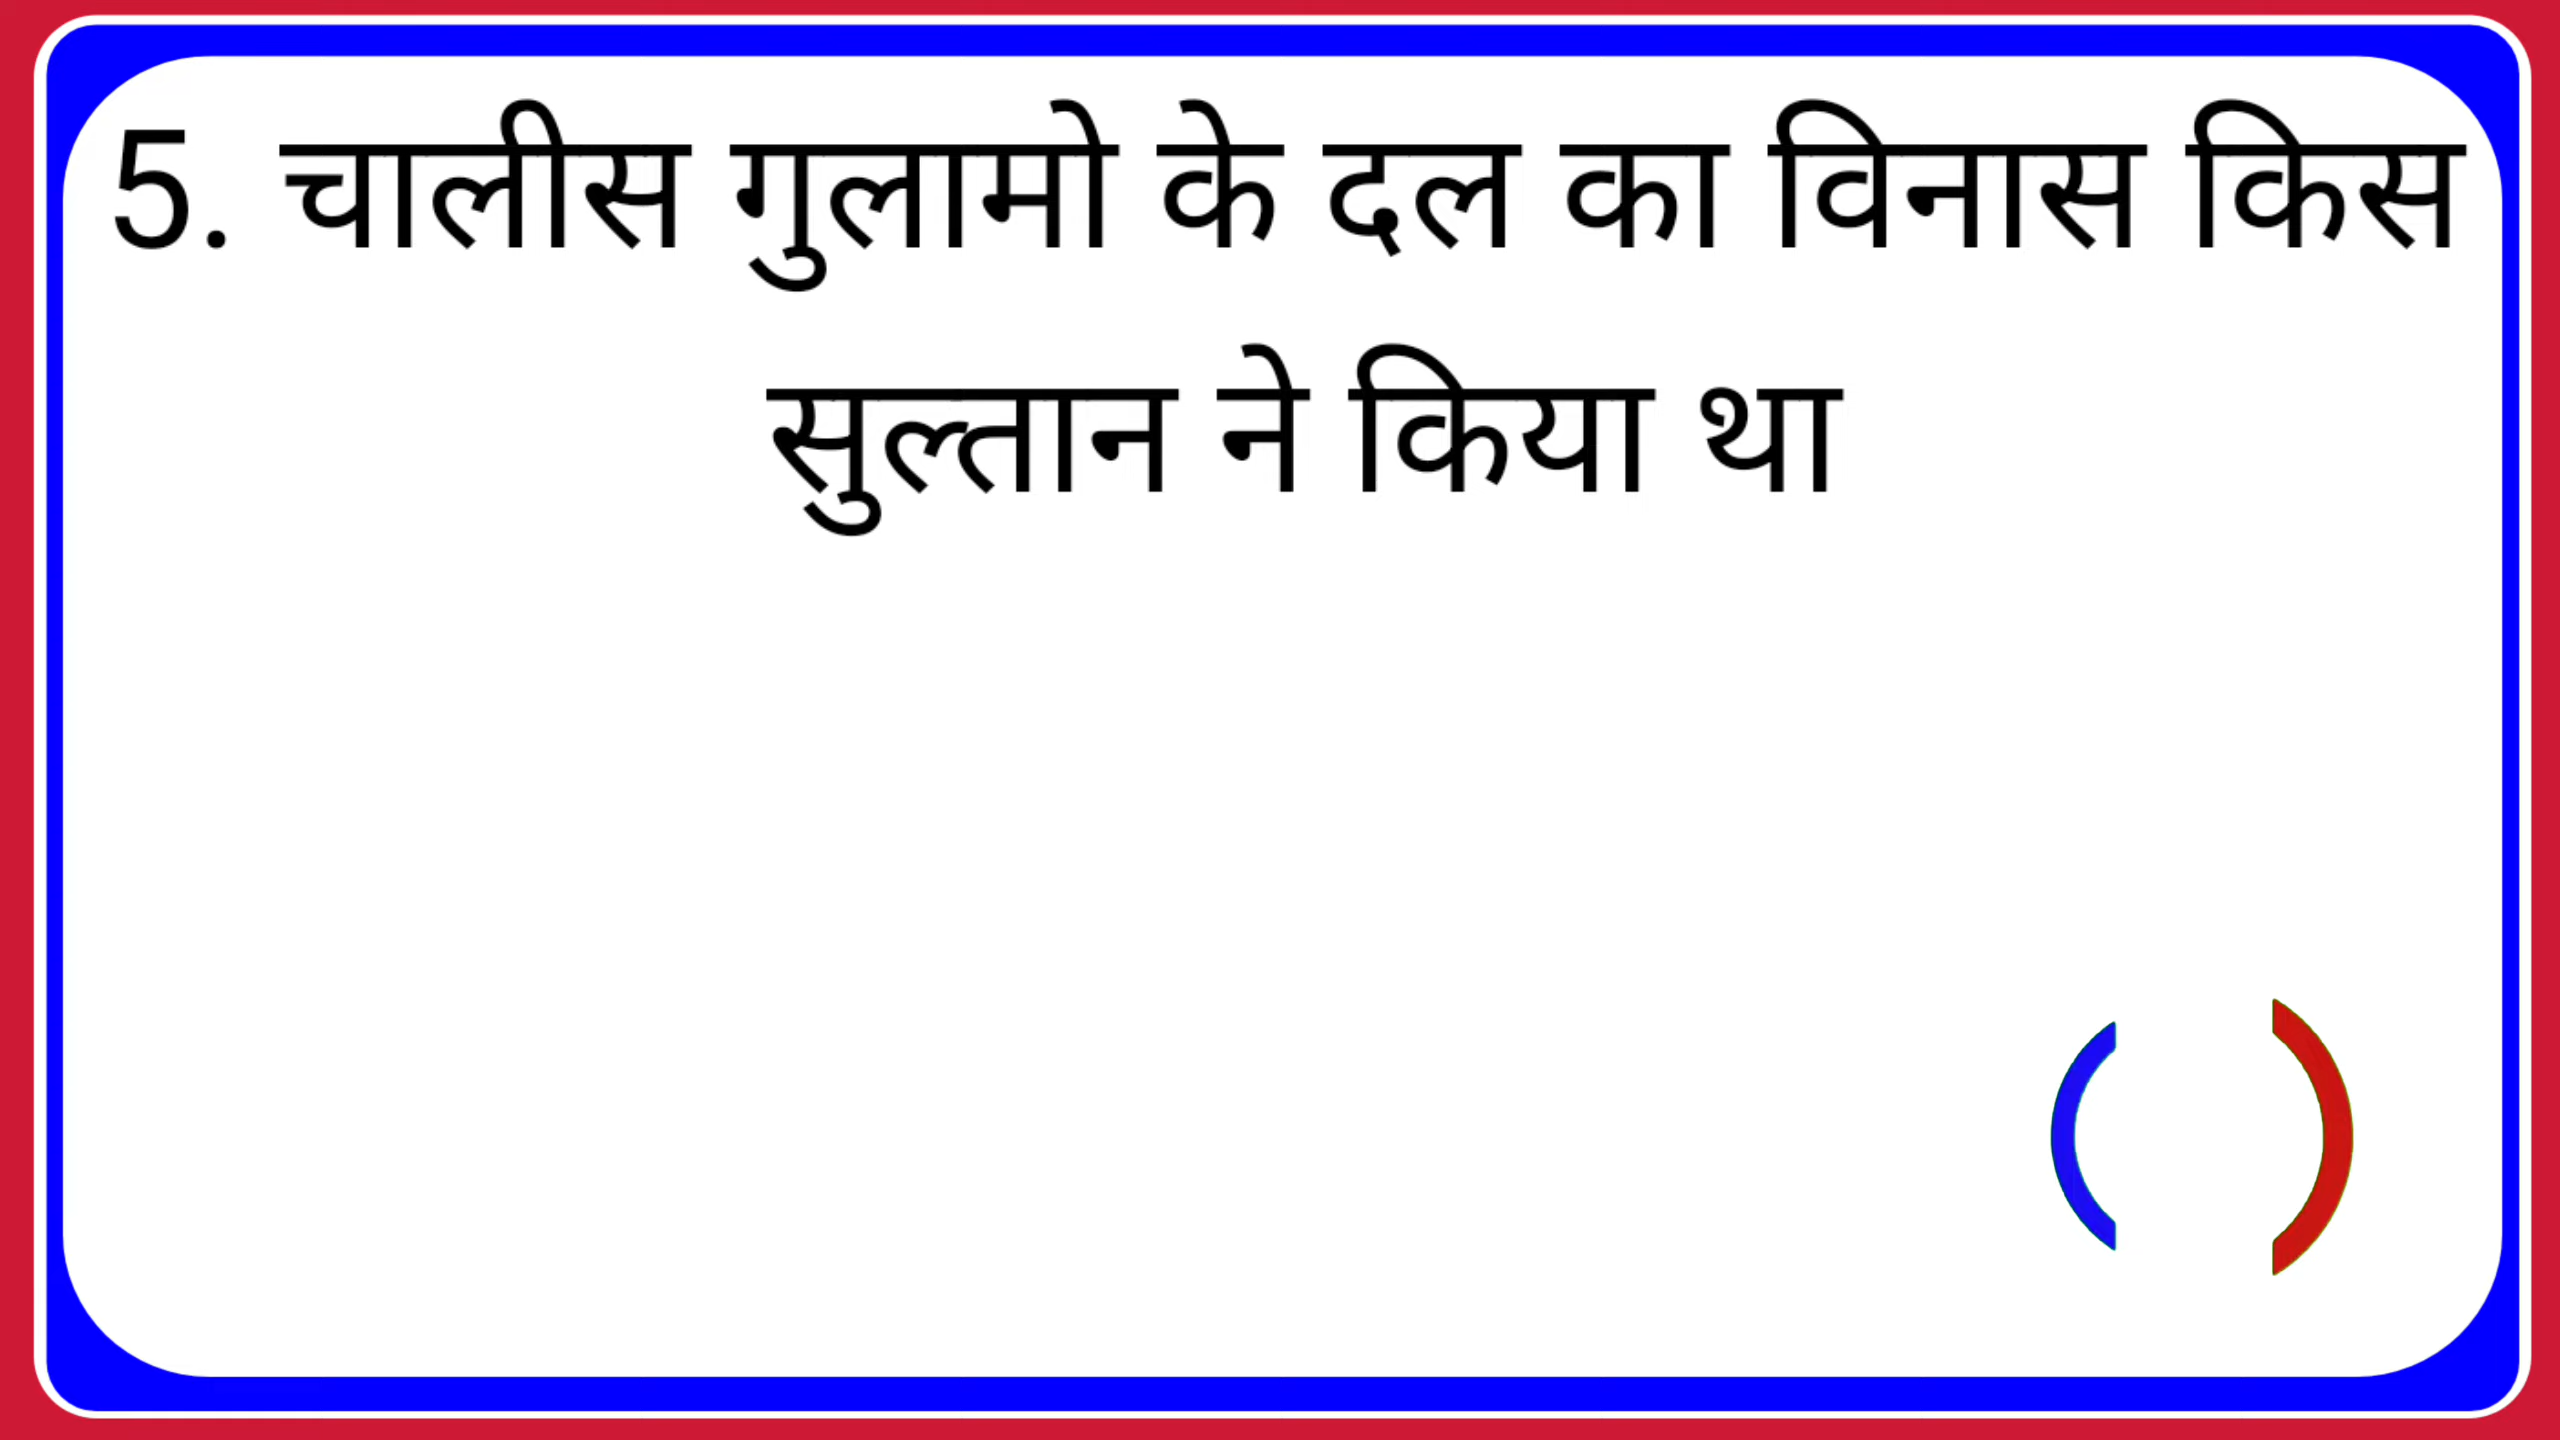 5. चालीस गुलामो के दल का विनास किस
सुल्तान ने किया था